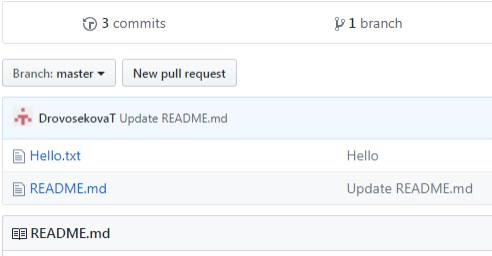 3 commits 1 branch
Branch: master New pull request
DrovosekovaT Update README.md
Hello.txt Hello
README.md Update README.md
README.md